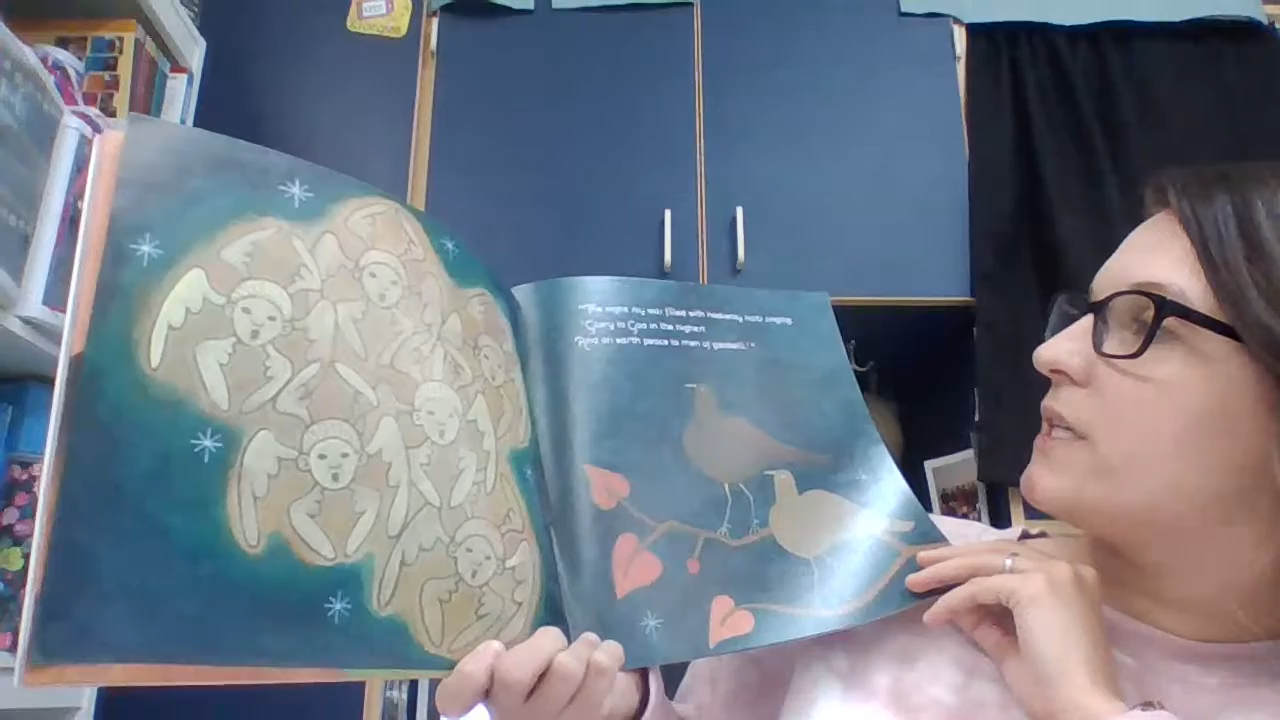 "The night sky was filled with heavenly hosts singing
'Glory to God in the highest
And on earth peace to men of goodwill.'"